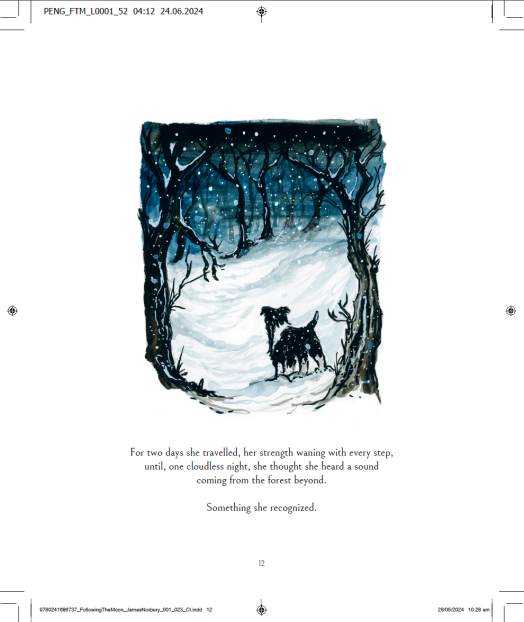 PENG_FTM_L0001_52 04:12 24.06.2024
For two days she travelled, her strength waning with every step,
until, one cloudless night, she thought she heard a sound
coming from the forest beyond.
Something she recognized.
12
9780241686737_FollowingTheMoon_JamesNorbury_001_023_CI.indd 12
28/05/2024 10:28 am